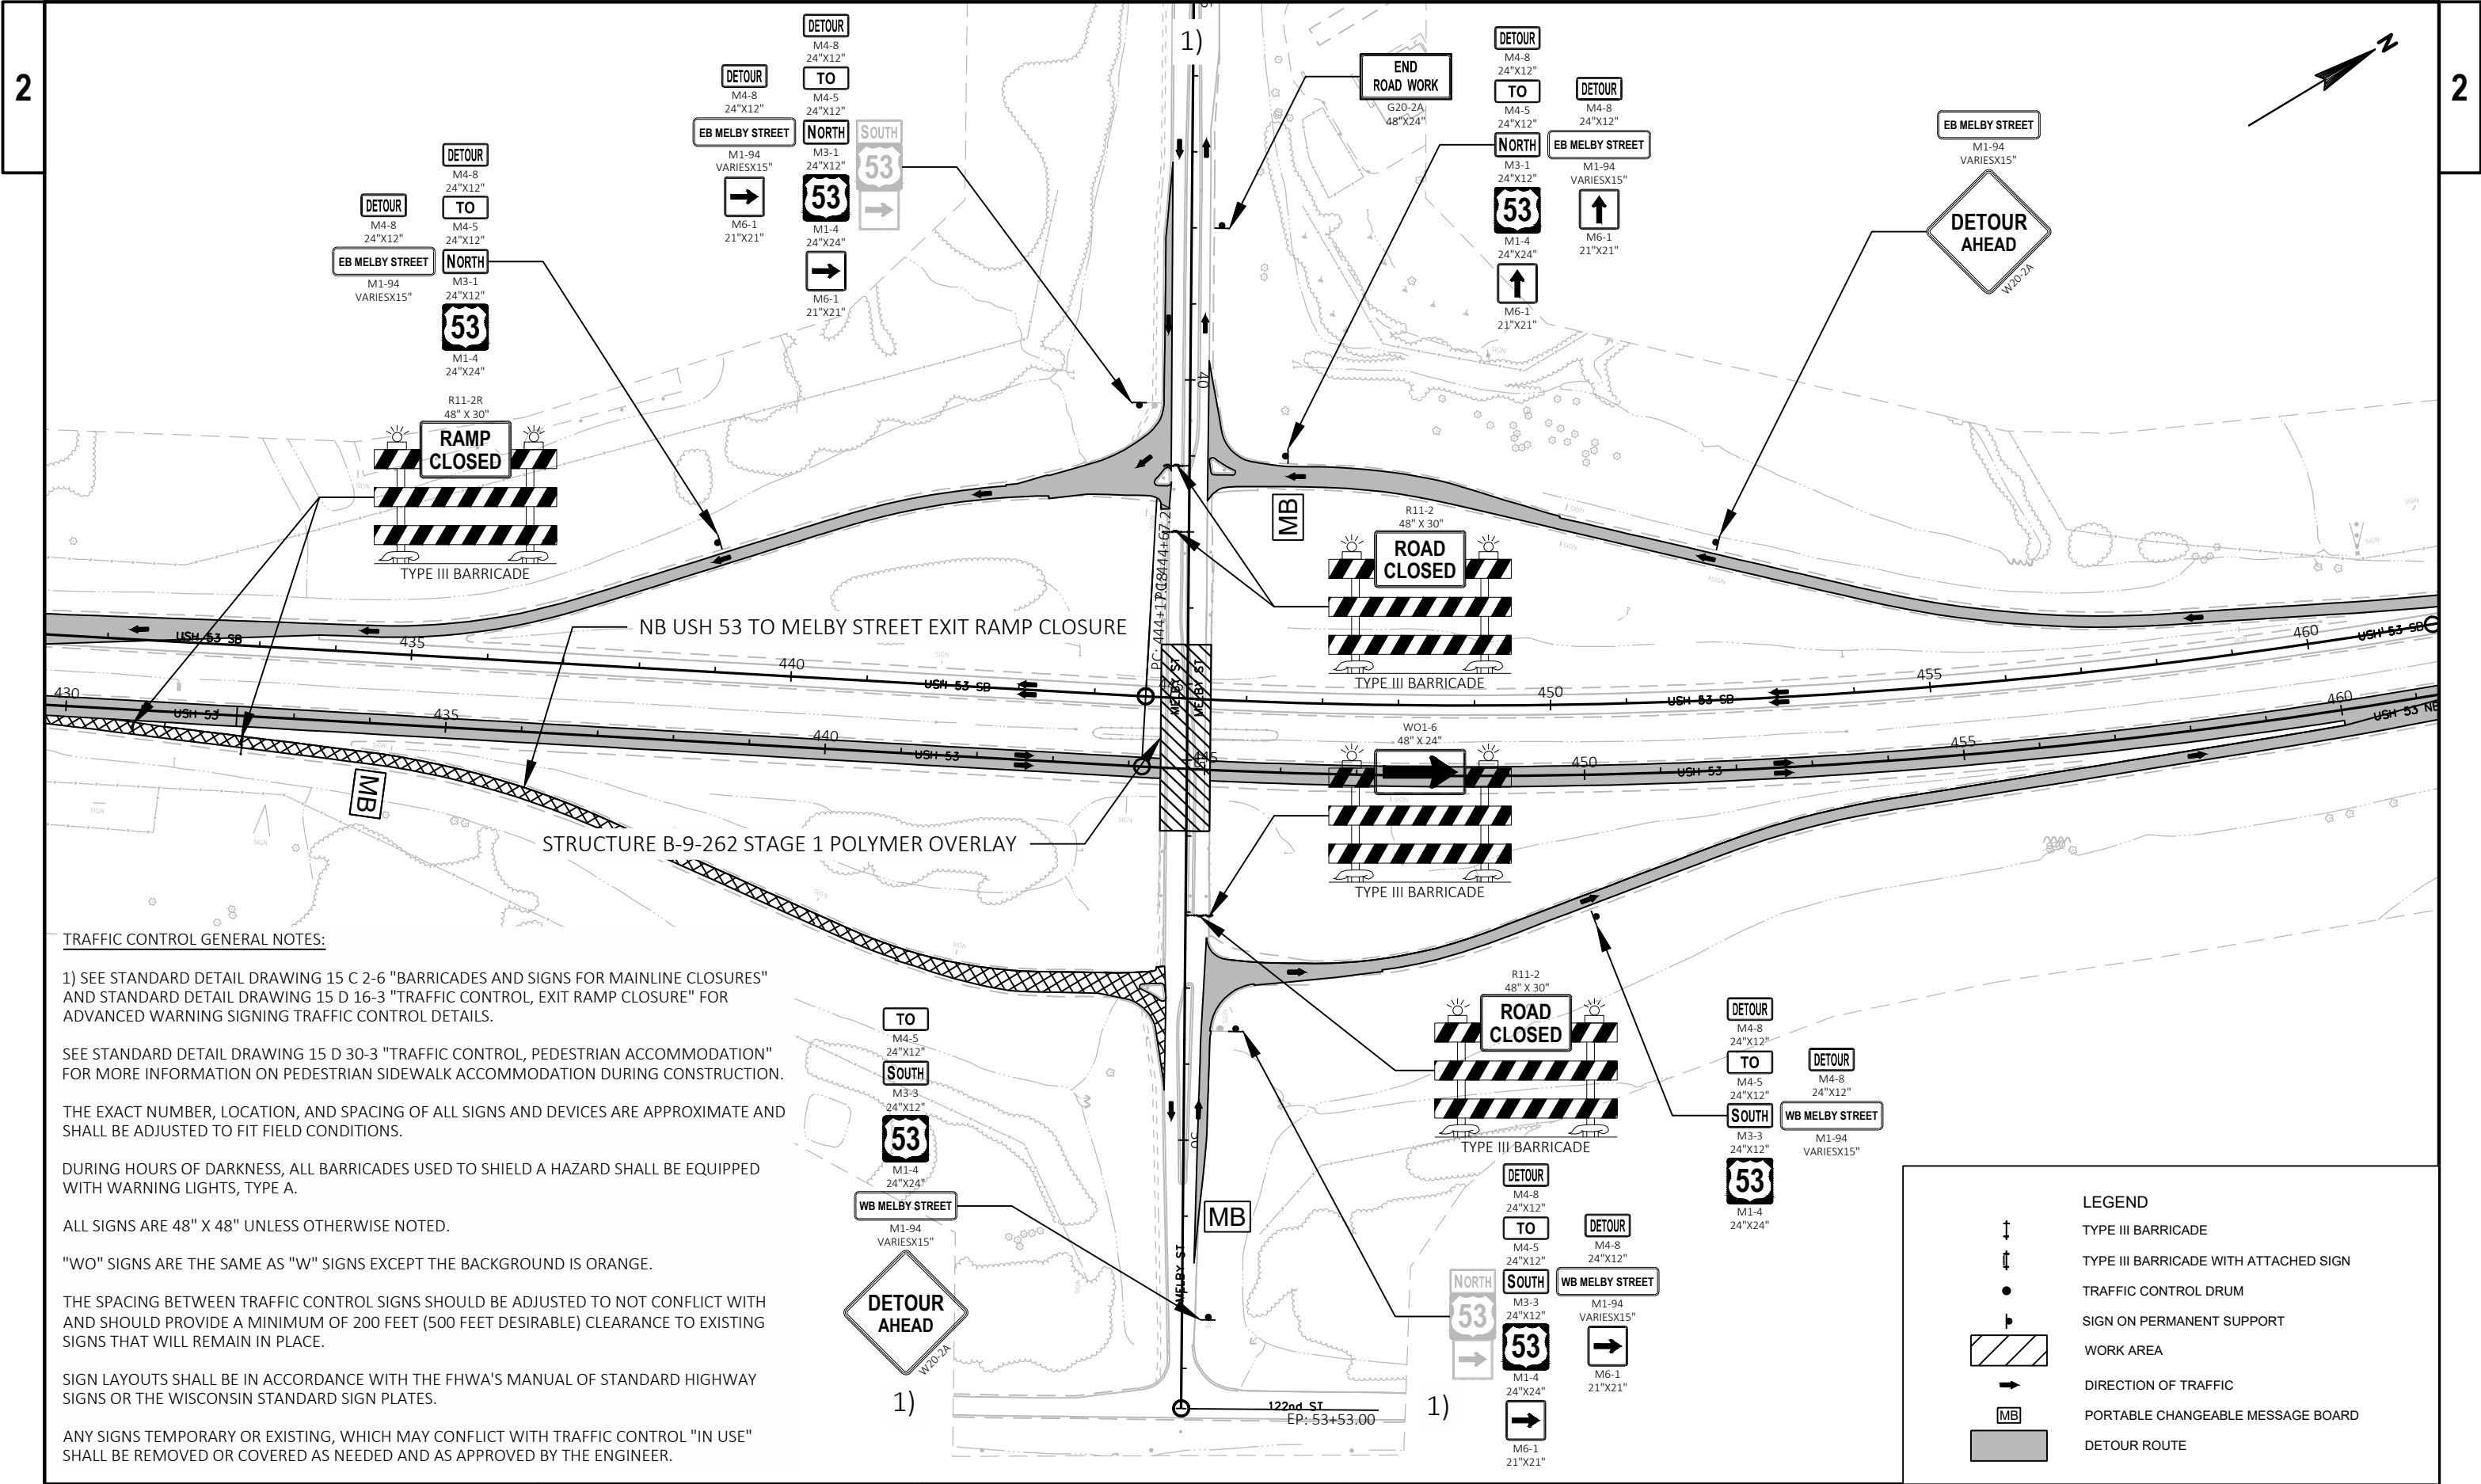 2
2
1)
N
DETOUR
M4-8
24"X12"
TO
M4-5
24"X12"
NORTH
M3-1
24"X12"
53
M1-4
24"X24"
DETOUR
M4-8
24"X12"
EB MELBY STREET
M1-94
VARIESX15"
DETOUR
M4-8
24"X12"
EB MELBY STREET
M1-94
VARIESX15"
M6-1
21"X21"
DETOUR
M4-8
24"X12"
TO
M4-5
24"X12"
NORTH
M3-1
24"X12"
53
M1-4
24"X24"
M6-1
21"X21"
SOUTH
53
END
ROAD WORK
G20-2A
48"X24"
DETOUR
M4-8
24"X12"
TO
M4-5
24"X12"
NORTH
M3-1
24"X12"
53
M1-4
24"X24"
M6-1
21"X21"
DETOUR
M4-8
24"X12"
EB MELBY STREET
M1-94
VARIESX15"
M6-1
21"X21"
EB MELBY STREET
M1-94
VARIESX15"
DETOUR
AHEAD
W20-2A
R11-2R
48" X 30"
RAMP
CLOSED
TYPE III BARRICADE
40
MB
R11-2
48" X 30"
ROAD
CLOSED
TYPE III BARRICADE
NB USH 53 TO MELBY STREET EXIT RAMP CLOSURE
USH 53 SB
435
440
USH 53 SB
450
USH 53 SB
455
460
USH 53 SB
430
USH 53
435
440
USH 53
450
USH 53
455
460
USH 53 NB
MELBY ST
MELBY ST
MB
WO1-6
48" X 24"
TYPE III BARRICADE
STRUCTURE B-9-262 STAGE 1 POLYMER OVERLAY
TRAFFIC CONTROL GENERAL NOTES:
1) SEE STANDARD DETAIL DRAWING 15 C 2-6 "BARRICADES AND SIGNS FOR MAINLINE CLOSURES"
AND STANDARD DETAIL DRAWING 15 D 16-3 "TRAFFIC CONTROL, EXIT RAMP CLOSURE" FOR
ADVANCED WARNING SIGNING TRAFFIC CONTROL DETAILS.
SEE STANDARD DETAIL DRAWING 15 D 30-3 "TRAFFIC CONTROL, PEDESTRIAN ACCOMMODATION"
FOR MORE INFORMATION ON PEDESTRIAN SIDEWALK ACCOMMODATION DURING CONSTRUCTION.
THE EXACT NUMBER, LOCATION, AND SPACING OF ALL SIGNS AND DEVICES ARE APPROXIMATE AND
SHALL BE ADJUSTED TO FIT FIELD CONDITIONS.
DURING HOURS OF DARKNESS, ALL BARRICADES USED TO SHIELD A HAZARD SHALL BE EQUIPPED
WITH WARNING LIGHTS, TYPE A.
ALL SIGNS ARE 48" X 48" UNLESS OTHERWISE NOTED.
"WO" SIGNS ARE THE SAME AS "W" SIGNS EXCEPT THE BACKGROUND IS ORANGE.
THE SPACING BETWEEN TRAFFIC CONTROL SIGNS SHOULD BE ADJUSTED TO NOT CONFLICT WITH
AND SHOULD PROVIDE A MINIMUM OF 200 FEET (500 FEET DESIRABLE) CLEARANCE TO EXISTING
SIGNS THAT WILL REMAIN IN PLACE.
SIGN LAYOUTS SHALL BE IN ACCORDANCE WITH THE FHWA'S MANUAL OF STANDARD HIGHWAY
SIGNS OR THE WISCONSIN STANDARD SIGN PLATES.
ANY SIGNS TEMPORARY OR EXISTING, WHICH MAY CONFLICT WITH TRAFFIC CONTROL "IN USE"
SHALL BE REMOVED OR COVERED AS NEEDED AND AS APPROVED BY THE ENGINEER.
TO
M4-5
24"X12"
SOUTH
M3-3
24"X12"
53
M1-4
24"X24"
WB MELBY STREET
M1-94
VARIESX15"
DETOUR
AHEAD
W20-2A
1)
50
MB
MELBY ST
122nd ST
EP: 53+53.00
1)
R11-2
48" X 30"
ROAD
CLOSED
TYPE III BARRICADE
NORTH
53
DETOUR
M4-8
24"X12"
TO
M4-5
24"X12"
SOUTH
M3-3
24"X12"
53
M1-4
24"X24"
M6-1
21"X21"
DETOUR
M4-8
24"X12"
WB MELBY STREET
M1-94
VARIESX15"
M6-1
21"X21"
DETOUR
M4-8
24"X12"
TO
M4-5
24"X12"
SOUTH
M3-3
24"X12"
53
M1-4
24"X24"
DETOUR
M4-8
24"X12"
WB MELBY STREET
M1-94
VARIESX15"
LEGEND
TYPE III BARRICADE
TYPE III BARRICADE WITH ATTACHED SIGN
TRAFFIC CONTROL DRUM
SIGN ON PERMANENT SUPPORT
WORK AREA
DIRECTION OF TRAFFIC
MB PORTABLE CHANGEABLE MESSAGE BOARD
DETOUR ROUTE